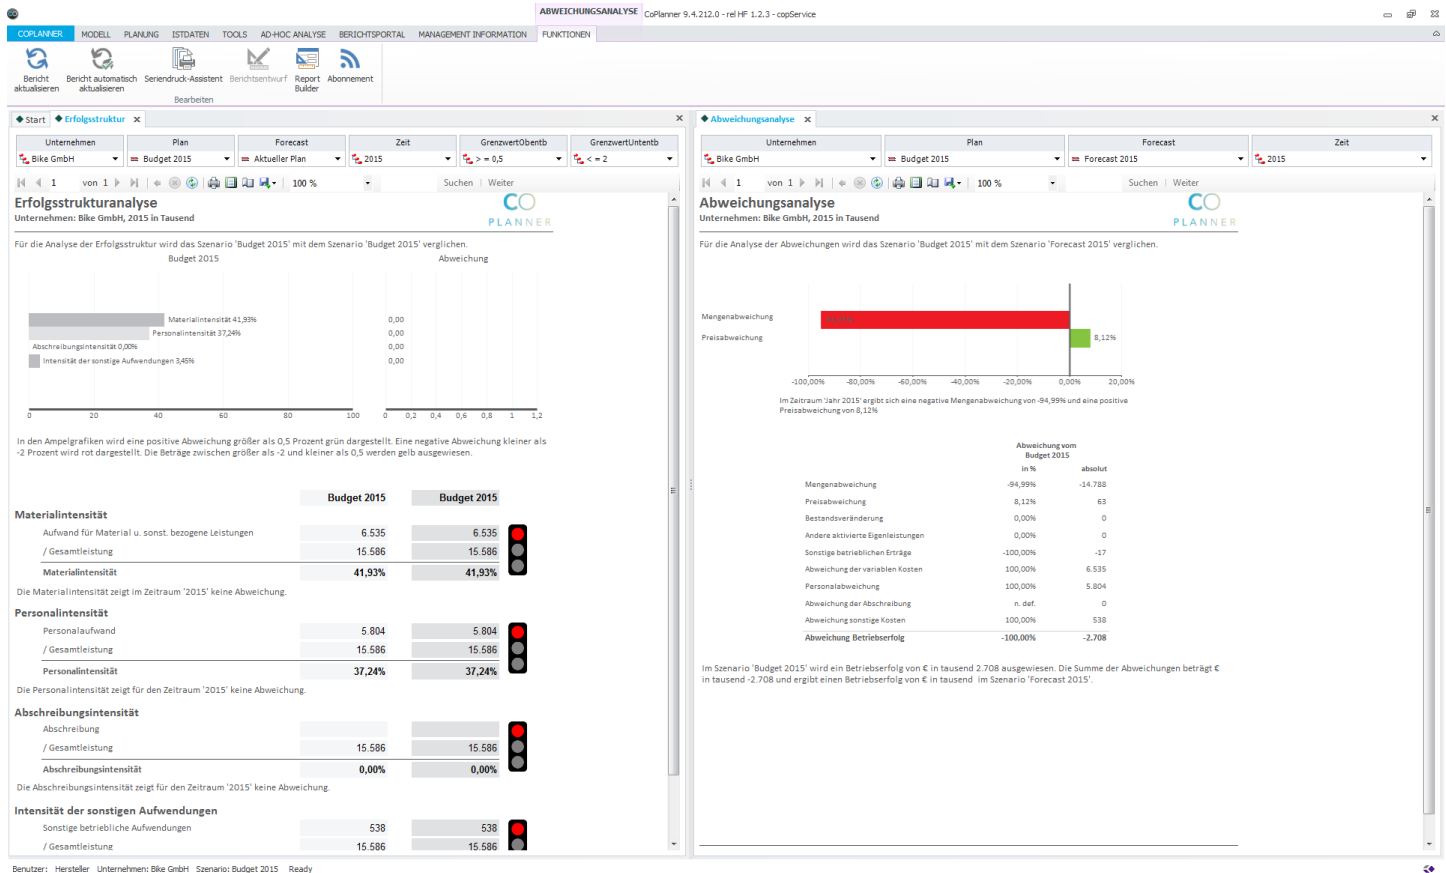 ABWEICHUNGSANALYSE CoPlanner 9.4.212.0 - rel HF 1.2.3 - copService
COPLANNER MODELL PLANUNG ISTDATEN TOOLS AD-HOC ANALYSE BERICHTSPORTAL MANAGEMENT INFORMATION FUNKTIONEN
Bericht aktualisieren
Bericht automatisch aktualisieren
Seriendruck-Assistent
Berichtsentwurf
Report Builder
Abonnement
Bearbeiten
Start Erfolgsstruktur
Unternehmen Plan Forecast Zeit GrenzwertObentb GrenzwertUntentb
Bike GmbH = Budget 2015 = Aktueller Plan 2015 > = 0,5 < = 2
1 von 1 100 % Suchen | Weiter
Erfolgsstrukturanalyse
Unternehmen: Bike GmbH, 2015 in Tausend
CO
PLANNER
Für die Analyse der Erfolgsstruktur wird das Szenario 'Budget 2015' mit dem Szenario 'Budget 2015' verglichen.
Budget 2015 Abweichung
Materialintensität 41,93% 0,00
Personalintensität 37,24% 0,00
Abschreibungsintensität 0,00% 0,00
Intensität der sonstige Aufwendungen 3,45% 0,00
0 20 40 60 80 100 0 0,2 0,4 0,6 0,8 1 1,2
In den Ampelgrafiken wird eine positive Abweichung größer als 0,5 Prozent grün dargestellt. Eine negative Abweichung kleiner als
-2 Prozent wird rot dargestellt. Die Beträge zwischen größer als -2 und kleiner als 0,5 werden gelb ausgewiesen.
Budget 2015 Budget 2015
Materialintensität
Aufwand für Material u. sonst. bezogene Leistungen 6.535 6.535
/ Gesamtleistung 15.586 15.586
Materialintensität 41,93% 41,93%
Die Materialintensität zeigt im Zeitraum '2015' keine Abweichung.
Personalintensität
Personalaufwand 5.804 5.804
/ Gesamtleistung 15.586 15.586
Personalintensität 37,24% 37,24%
Die Personalintensität zeigt für den Zeitraum '2015' keine Abweichung.
Abschreibungsintensität
Abschreibung
/ Gesamtleistung 15.586 15.586
Abschreibungsintensität 0,00% 0,00%
Die Abschreibungsintensität zeigt für den Zeitraum '2015' keine Abweichung.
Intensität der sonstigen Aufwendungen
Sonstige betriebliche Aufwendungen 538 538
/ Gesamtleistung 15.586 15.586
Abweichungsanalyse
Unternehmen Plan Forecast Zeit
Bike GmbH = Budget 2015 = Forecast 2015 2015
1 von 1 100 % Suchen | Weiter
Abweichungsanalyse
Unternehmen: Bike GmbH, 2015 in Tausend
CO
PLANNER
Für die Analyse der Abweichungen wird das Szenario 'Budget 2015' mit dem Szenario 'Forecast 2015' verglichen.
Mengenabweichung
Preisabweichung 8,12%
-100,00% -80,00% -60,00% -40,00% -20,00% 0,00% 20,00%
Im Zeitraum 'Jahr 2015' ergibt sich eine negative Mengenabweichung von -94,99% und eine positive
Preisabweichung von 8,12%
Abweichung vom
Budget 2015
in % absolut
Mengenabweichung -94,99% -14.788
Preisabweichung 8,12% 63
Bestandsveränderung 0,00% 0
Andere aktivierte Eigenleistungen 0,00% 0
Sonstige betrieblichen Erträge -100,00% -17
Abweichung der variablen Kosten 100,00% 6.535
Personalabweichung 100,00% 5.804
Abweichung der Abschreibung n. def. 0
Abweichung sonstige Kosten 100,00% 538
Abweichung Betriebserfolg -100,00% -2.708
Im Szenario 'Budget 2015' wird ein Betriebserfolg von € in tausend 2.708 ausgewiesen. Die Summe der Abweichungen beträgt €
in tausend -2.708 und ergibt einen Betriebserfolg von € in tausend im Szenario 'Forecast 2015'.
Benutzer: Hersteller Unternehmen: Bike GmbH Szenario: Budget 2015 Ready